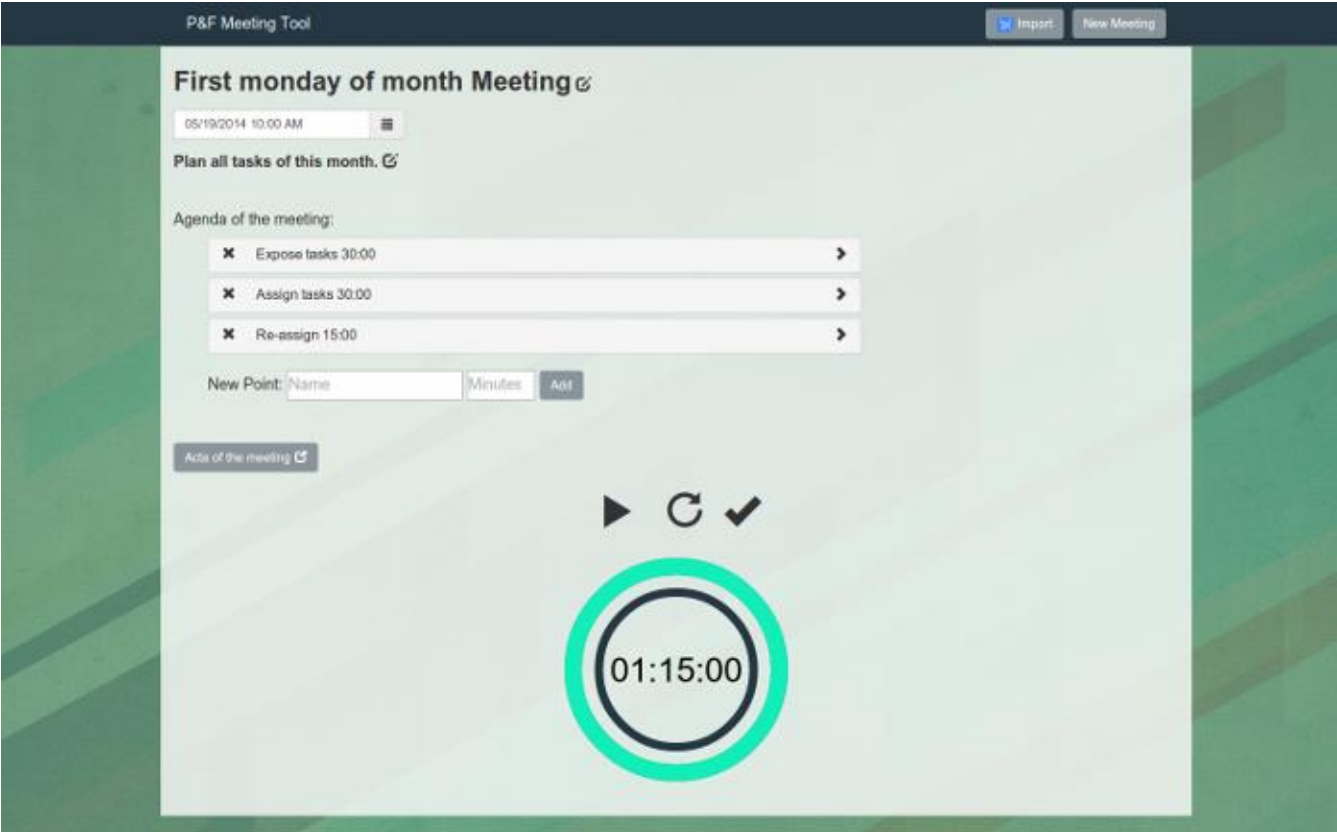 P&F Meeting Tool
Import
New Meeting
First monday of month Meeting
05/19/2014 10:00 AM
Plan all tasks of this month.
Agenda of the meeting:
Expose tasks 30:00
Assign tasks 30:00
Re-assign 15:00
New Point: Name Minutes Add
Acta of the meeting
01:15:00